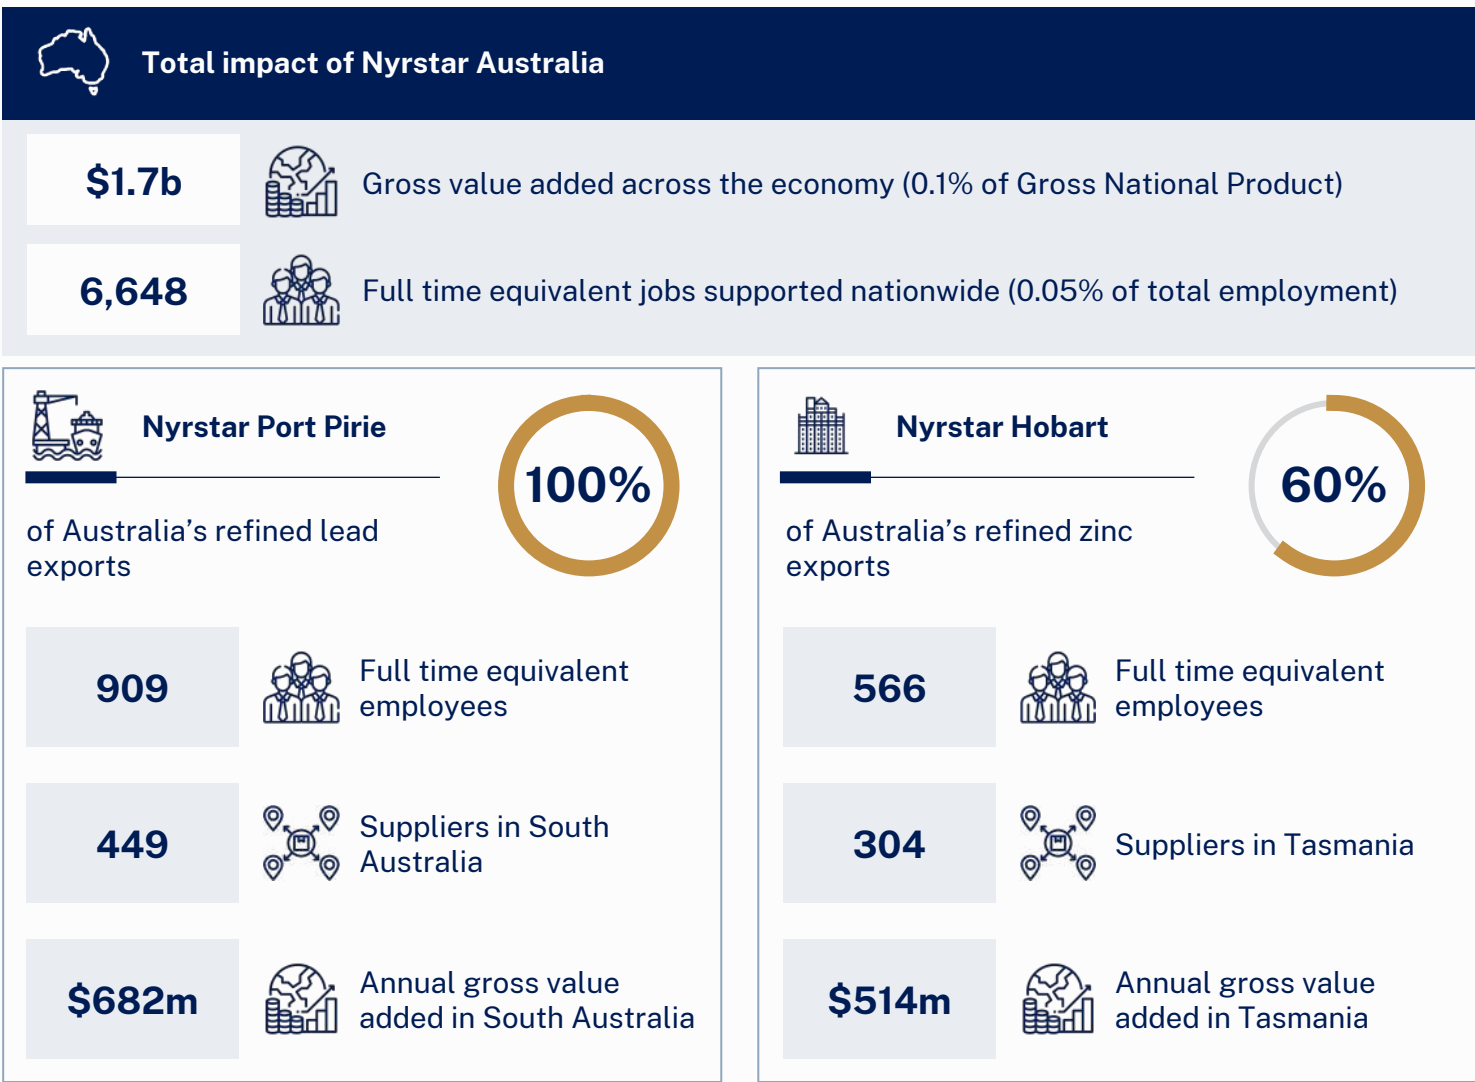 Total impact of Nyrstar Australia
$1.7b
Gross value added across the economy (0.1% of Gross National Product)
6,648
Full time equivalent jobs supported nationwide (0.05% of total employment)
Nyrstar Port Pirie
100%
of Australia’s refined lead
exports
909
Full time equivalent
employees
449
Suppliers in South
Australia
$682m
Annual gross value
added in South Australia
Nyrstar Hobart
60%
of Australia’s refined zinc
exports
566
Full time equivalent
employees
304
Suppliers in Tasmania
$514m
Annual gross value
added in Tasmania